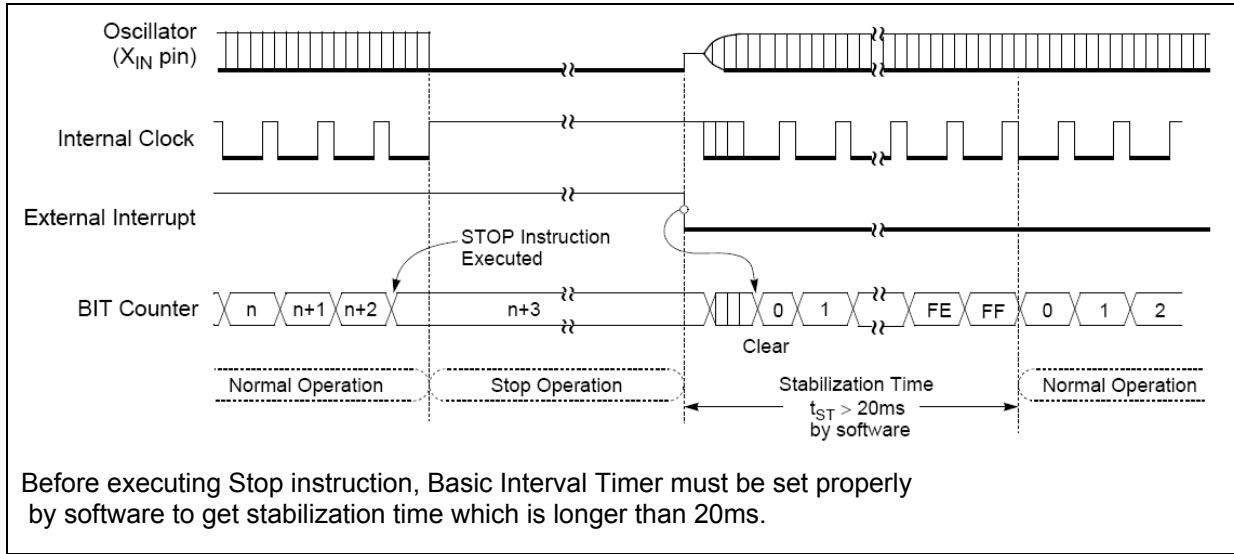 Oscillator
(XIN pin)
Internal Clock
External Interrupt
STOP Instruction
Executed
BIT Counter
n n+1 n+2 n+3 0 1 FE FF 0 1 2
Clear
Normal Operation Stop Operation Stabilization Time Normal Operation
tST > 20ms
by software
Before executing Stop instruction, Basic Interval Timer must be set properly
by software to get stabilization time which is longer than 20ms.